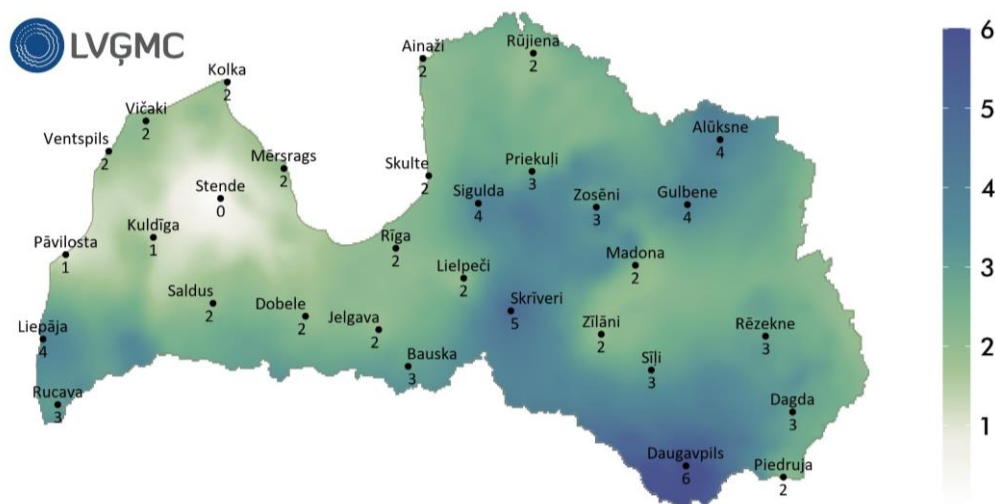 LVĢMC
Ainaži
2
Rūjiena
2
Kolka
2
Vičaki
2
Ventspils
2
Mērsrags
2
Stende
0
Kuldīga
1
Pāvilosta
1
Skulte
2
Sigulda
4
Priekuļi
3
Zosēni
3
Alūksne
4
Gulbene
4
Rīga
2
Lielpeči
2
Madona
2
Saldus
2
Dobele
2
Jelgava
2
Skrīveri
5
Zīlāni
2
Rēzekne
3
Liepāja
4
Bauska
3
Sīļi
3
Rucava
3
Dagda
3
Daugavpils
6
Piedruja
2
6
5
4
3
2
1